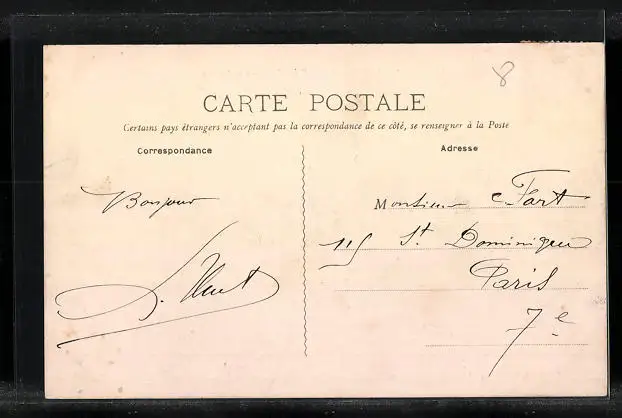 8
CARTE POSTALE
Certains pays étrangers n'acceptant pas la correspondance de ce côté, se renseigner à la Poste
Correspondance
Adresse
Bonjour
Monsieur
115 St Dominique
Paris
7e